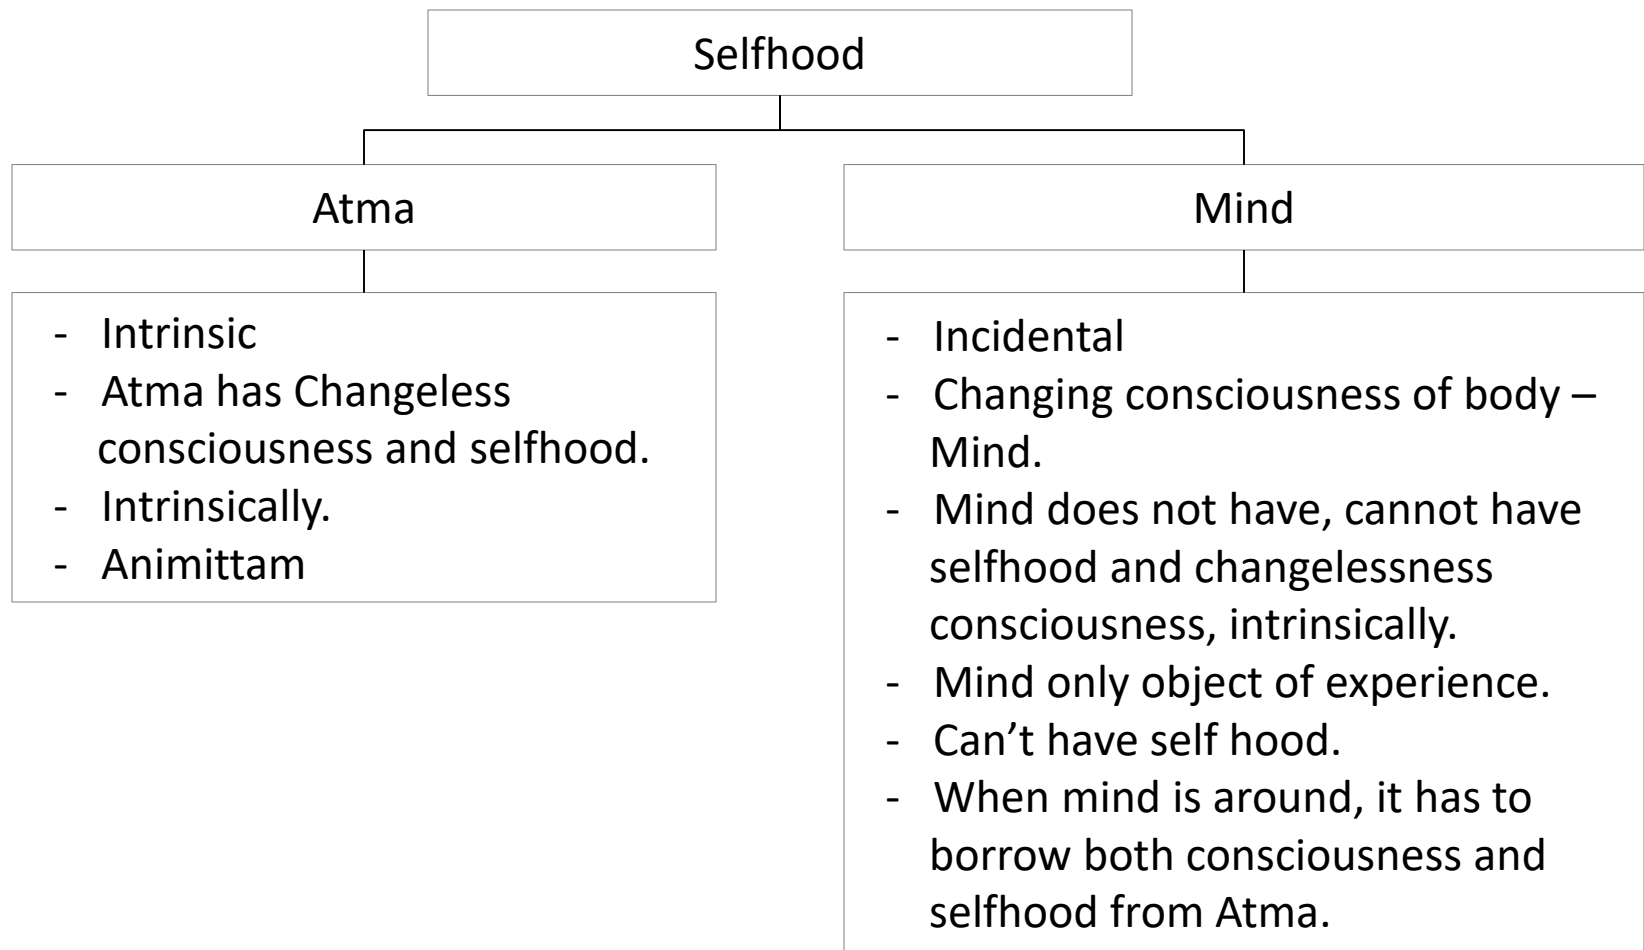 Selfhood
Atma
- Intrinsic
- Atma has Changeless
consciousness and selfhood.
- Intrinsically.
- Animittam
Mind
- Incidental
- Changing consciousness of body –
Mind.
- Mind does not have, cannot have
selfhood and changelessness
consciousness, intrinsically.
- Mind only object of experience.
- Can’t have self hood.
- When mind is around, it has to
borrow both consciousness and
selfhood from Atma.